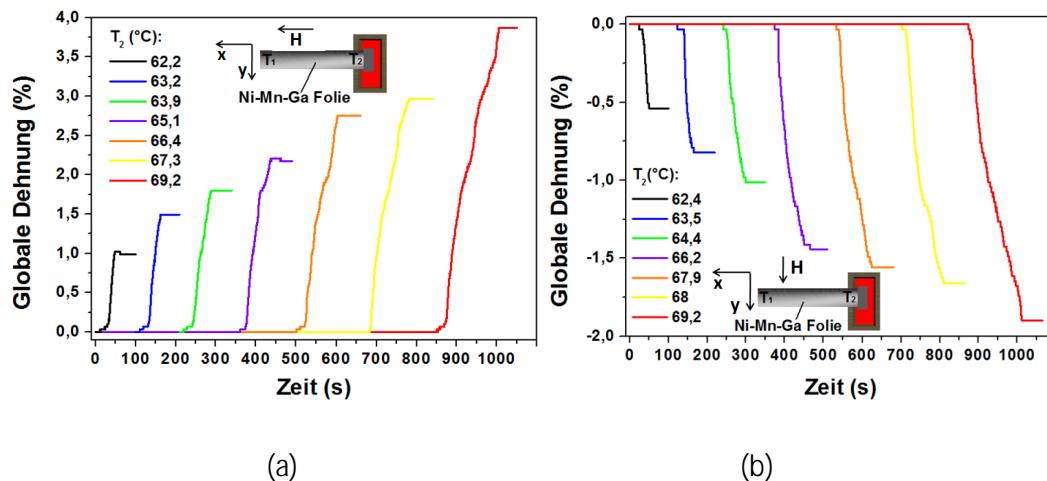 4,0
3,5
3,0
2,5
2,0
1,5
1,0
0,5
0,0
Globale Dehnung (%)
T2 (°C):
62,2
63,2
63,9
65,1
66,4
67,3
69,2
H
x
y
T1
T2
Ni-Mn-Ga Folie
0 100 200 300 400 500 600 700 800 900 1000
Zeit (s)
(a)
0,0
-0,5
-1,0
-1,5
-2,0
Globale Dehnung (%)
T2(°C):
62,4
63,5
64,4
66,2
67,9
68
69,2
H
x
y
T1
T2
Ni-Mn-Ga Folie
0 100 200 300 400 500 600 700 800 900 1000
Zeit (s)
(b)